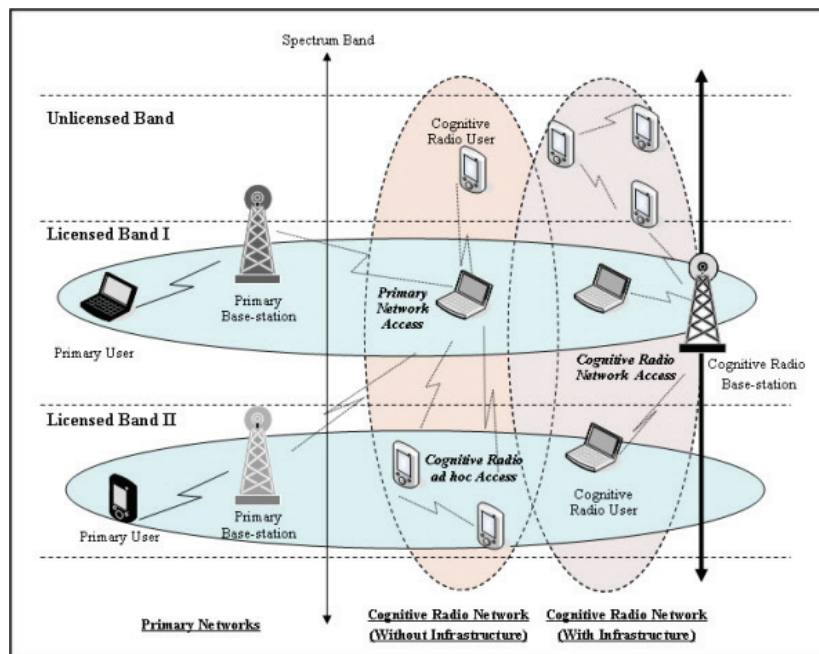 Spectrum Band
Unlicensed Band
Cognitive
Radio User
Licensed Band I
Primary
Base-station
Primary User
Primary
Network
Access
Cognitive Radio
Network Access
Cognitive Radio
Base-station
Licensed Band II
Cognitive Radio
ad hoc Access
Primary
Base-station
Primary User
Cognitive
Radio User
Primary Networks
Cognitive Radio Network
(Without Infrastructure)
Cognitive Radio Network
(With Infrastructure)